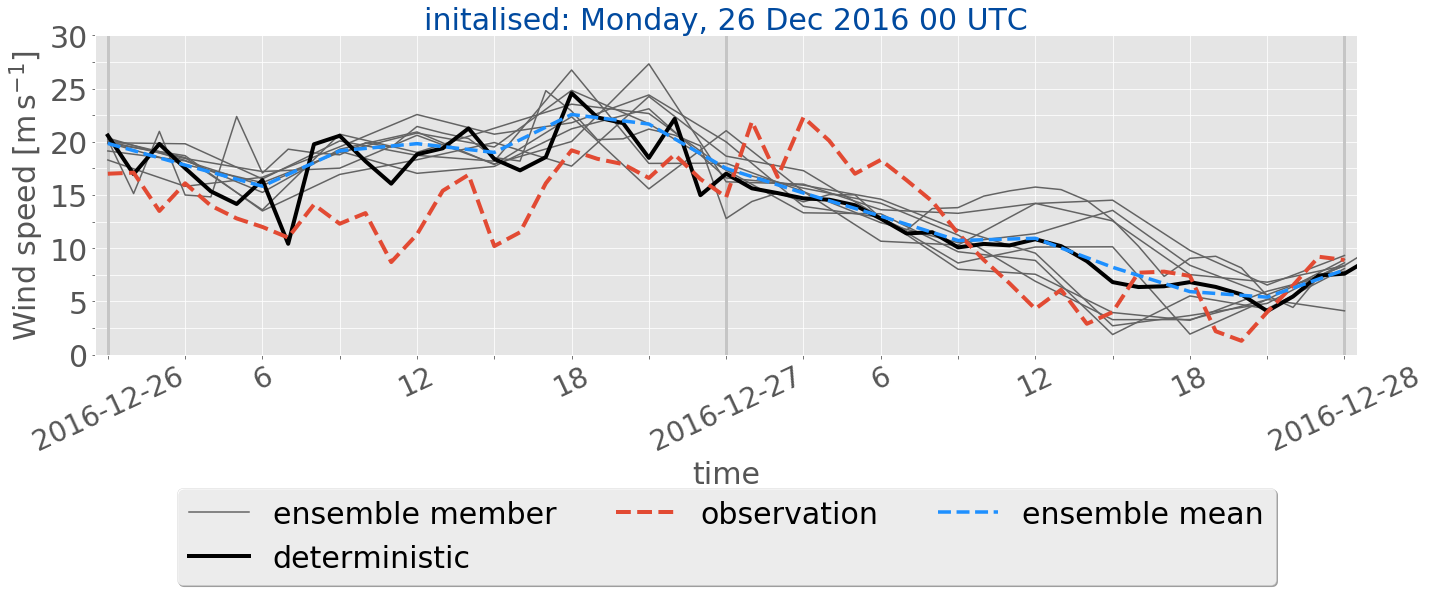 initalised: Monday, 26 Dec 2016 00 UTC
Wind speed [m s⁻¹]
30
25
20
15
10
5
0
2016-12-26 6 12 18 2016-12-27 6 12 18 2016-12-28
time
ensemble member observation ensemble mean
deterministic